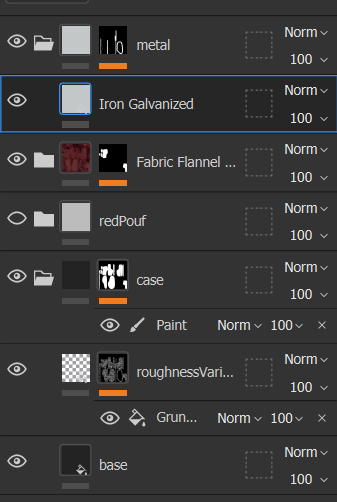 Norm
metal
100
Norm
Iron Galvanized
100
Norm
Fabric Flannel ...
100
Norm
redPouf
100
Norm
case
100
Paint Norm 100
Norm
roughnessVari...
100
Grun... Norm 100
Norm
base
100